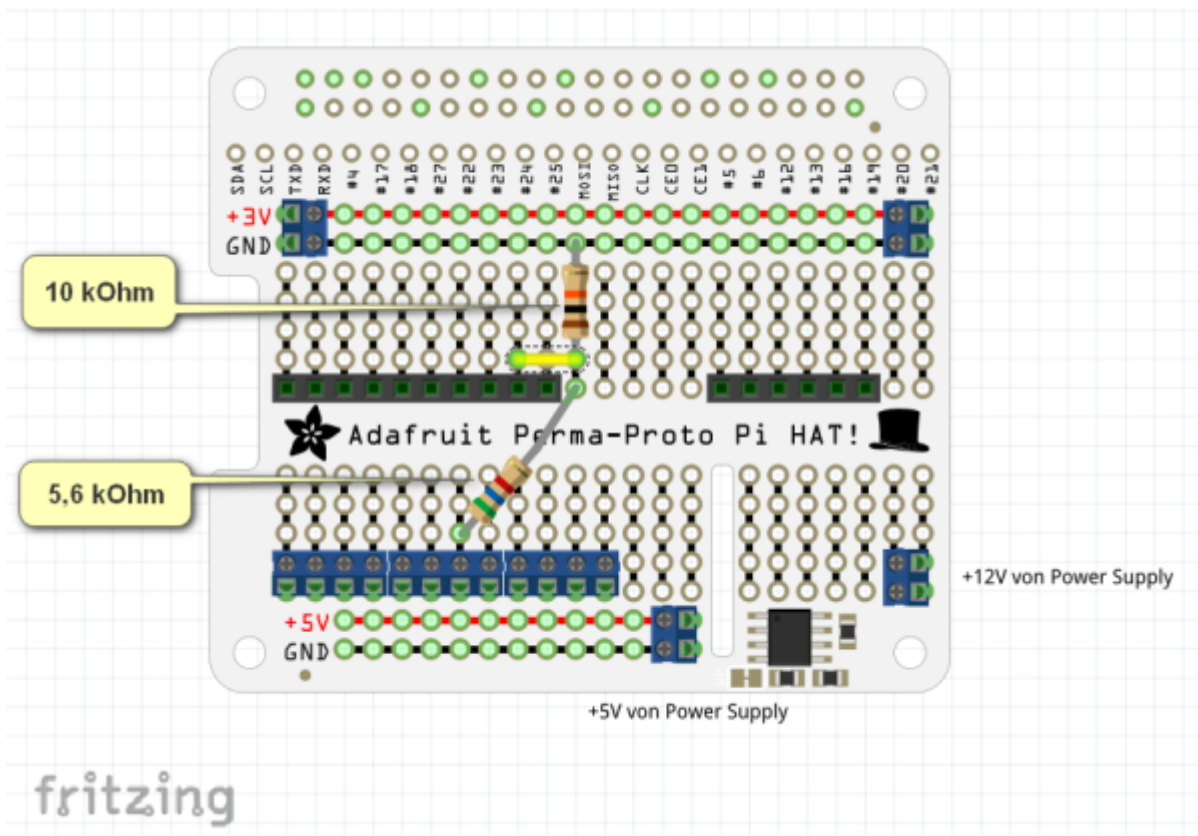 SDA SCL TXD RXD #4 #17 #18 #27 #22 #23 #24 #25 MOSI MISO CLK CE0 CE1 #5 #6 #12 #13 #16 #19 #20 #21
+3V
GND
10 kOhm
Adafruit Perma-Proto Pi HAT!
5,6 kOhm
+12V von Power Supply
+5V
GND
+5V von Power Supply
fritzing